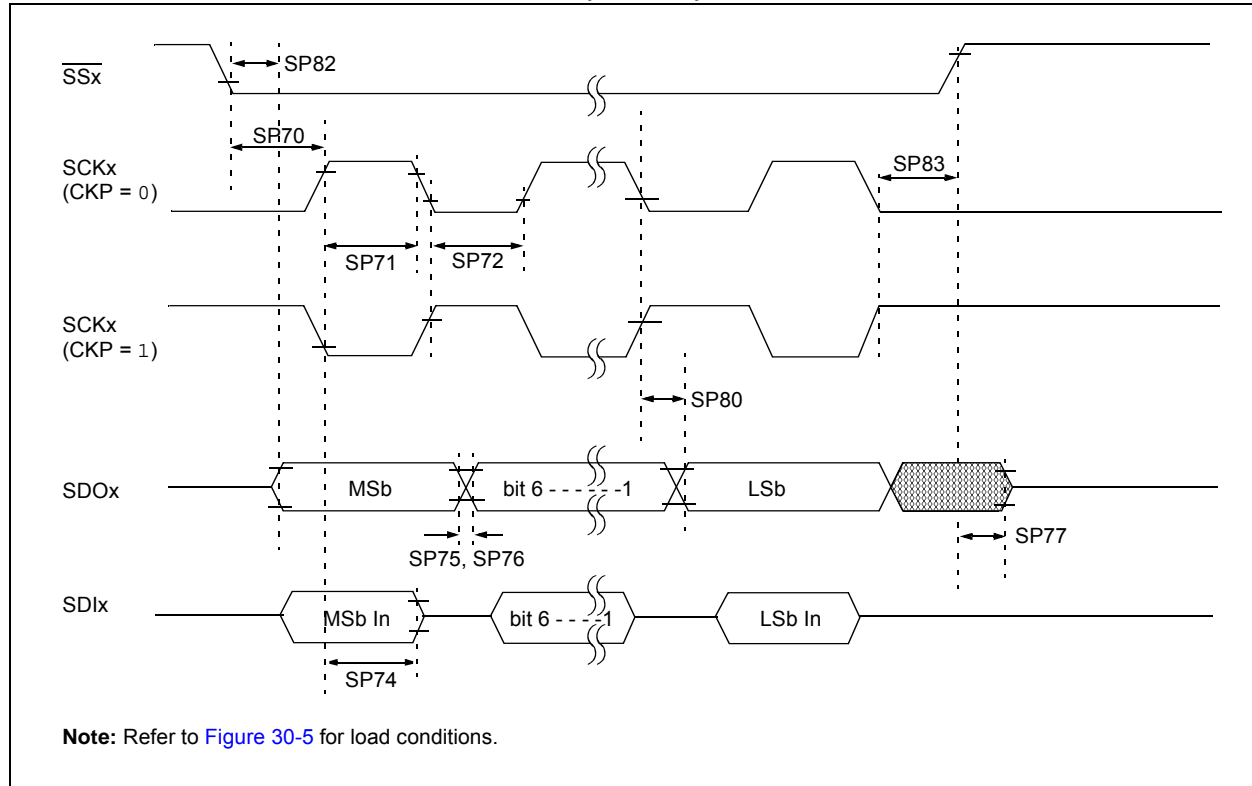 SSx
SP82
SP70
SCKx
(CKP = 0)
SP83
SP71
SP72
SCKx
(CKP = 1)
SP80
SDOx
MSb
bit 6 - - - - - -1
LSb
SP77
SP75, SP76
SDIx
MSb In
bit 6 - - - -1
LSb In
SP74
Note: Refer to Figure 30-5 for load conditions.